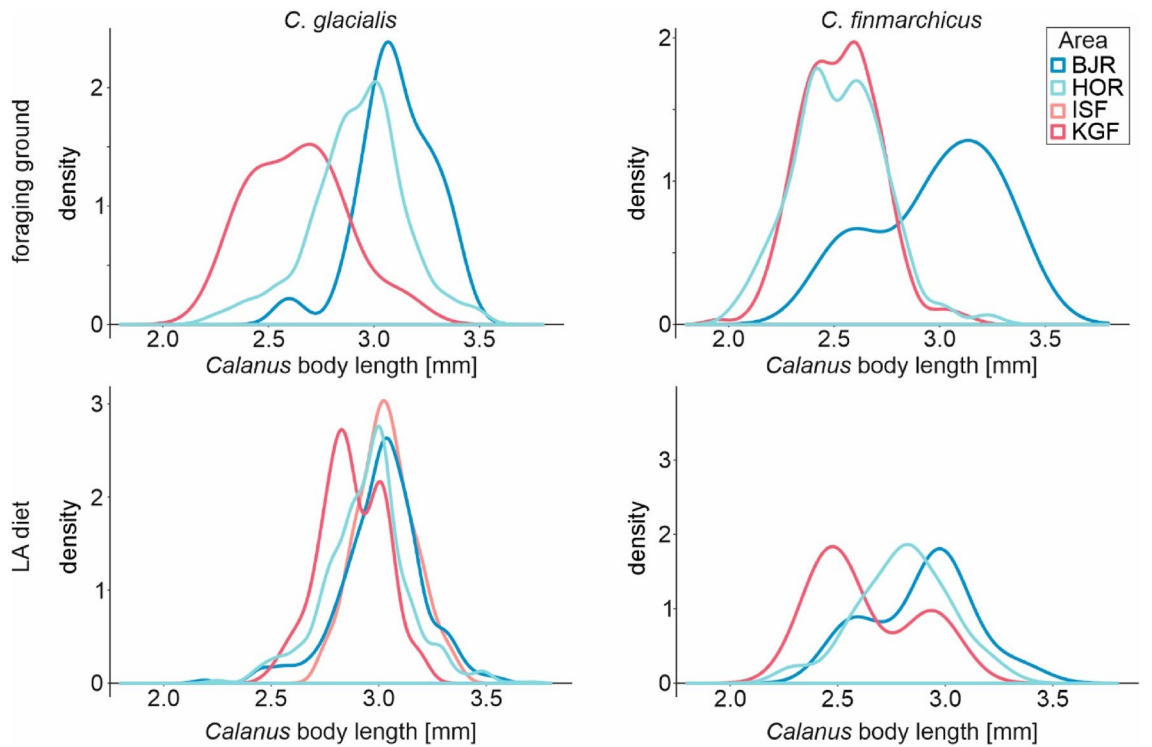 C. glacialis
C. finmarchicus
Area
BJR
HOR
ISF
KGF
foraging ground
density
2
1
0
2.0 2.5 3.0 3.5
Calanus body length [mm]
density
2
1
0
2.0 2.5 3.0 3.5
Calanus body length [mm]
LA diet
density
3
2
1
0
2.0 2.5 3.0 3.5
Calanus body length [mm]
density
3
2
1
0
2.0 2.5 3.0 3.5
Calanus body length [mm]